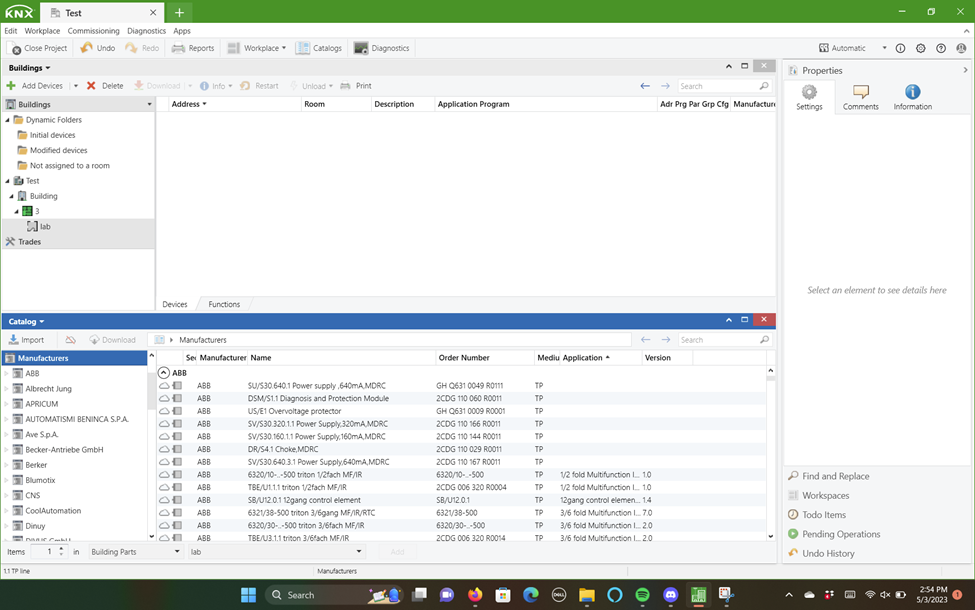 KNX Test
Edit Workplace Commissioning Diagnostics Apps
Close Project Undo Redo Reports Workplace Catalogs Diagnostics Automatic
Buildings
Add Devices Delete Download Info Restart Unload Print Search
Buildings
Dynamic Folders
Initial devices
Modified devices
Not assigned to a room
Test
Building
3
lab
Trades
Address Room Description Application Program Adr Prg Par Grp Cfg Manufacture
Devices Functions
Properties
Settings Comments Information
Select an element to see details here
Catalog
Import Download Manufacturers Search
Manufacturers
ABB
Albrecht Jung
APRICUM
AUTOMATISMI BENINCA S.P.A.
Ave S.p.A.
Becker-Antriebe GmbH
Berker
Blumotix
CNS
CoolAutomation
Dinuy
Se Manufacturer Name Order Number Mediu Application Version
ABB
ABB SU/S30.640.1 Power supply ,640mA,MDRC GH Q631 0049 R0111 TP
ABB DSM/S1.1 Diagnosis and Protection Module 2CDG 110 060 R0011 TP
ABB US/E1 Overvoltage protector GH Q631 0009 R0001 TP
ABB SV/S30.320.1.1 Power Supply,320mA,MDRC 2CDG 110 166 R0011 TP
ABB SV/S30.160.1.1 Power Supply,160mA,MDRC 2CDG 110 144 R0011 TP
ABB DR/S4.1 Choke,MDRC 2CDG 110 029 R0011 TP
ABB SV/S30.640.3.1 Power Supply,640mA,MDRC 2CDG 110 167 R0011 TP
ABB 6320/10-..-500 triton 1/2fach MF/IR 6320/10-..-500 TP 1/2 fold Multifunction I... 1.0
ABB TBE/U1.1.1 triton 1/2fach MF/IR 2CDG 006 320 R0004 TP 1/2 fold Multifunction I... 1.0
ABB SB/U12.0.1 12gang control element SB/U12.0.1 TP 12gang control elemen... 1.4
ABB 6321/38-500 triton 3/6gang MF/IR/RTC 6321/38-500 TP 3/6 fold Multifunction I... 7.0
ABB 6320/30-..-500 triton 3/6fach MF/IR 6320/30-..-500 TP 3/6 fold Multifunction I... 2.0
ABB TBE/U3.1.1 triton 3/6fach MF/IR 2CDG 006 320 R0014 TP 3/6 fold Multifunction I... 2.0
Items 1 in Building Parts lab Add
Find and Replace
Workspaces
Todo Items
Pending Operations
Undo History
1.1 TP line Manufacturers
Search DELL 2:54 PM
5/3/2023 1